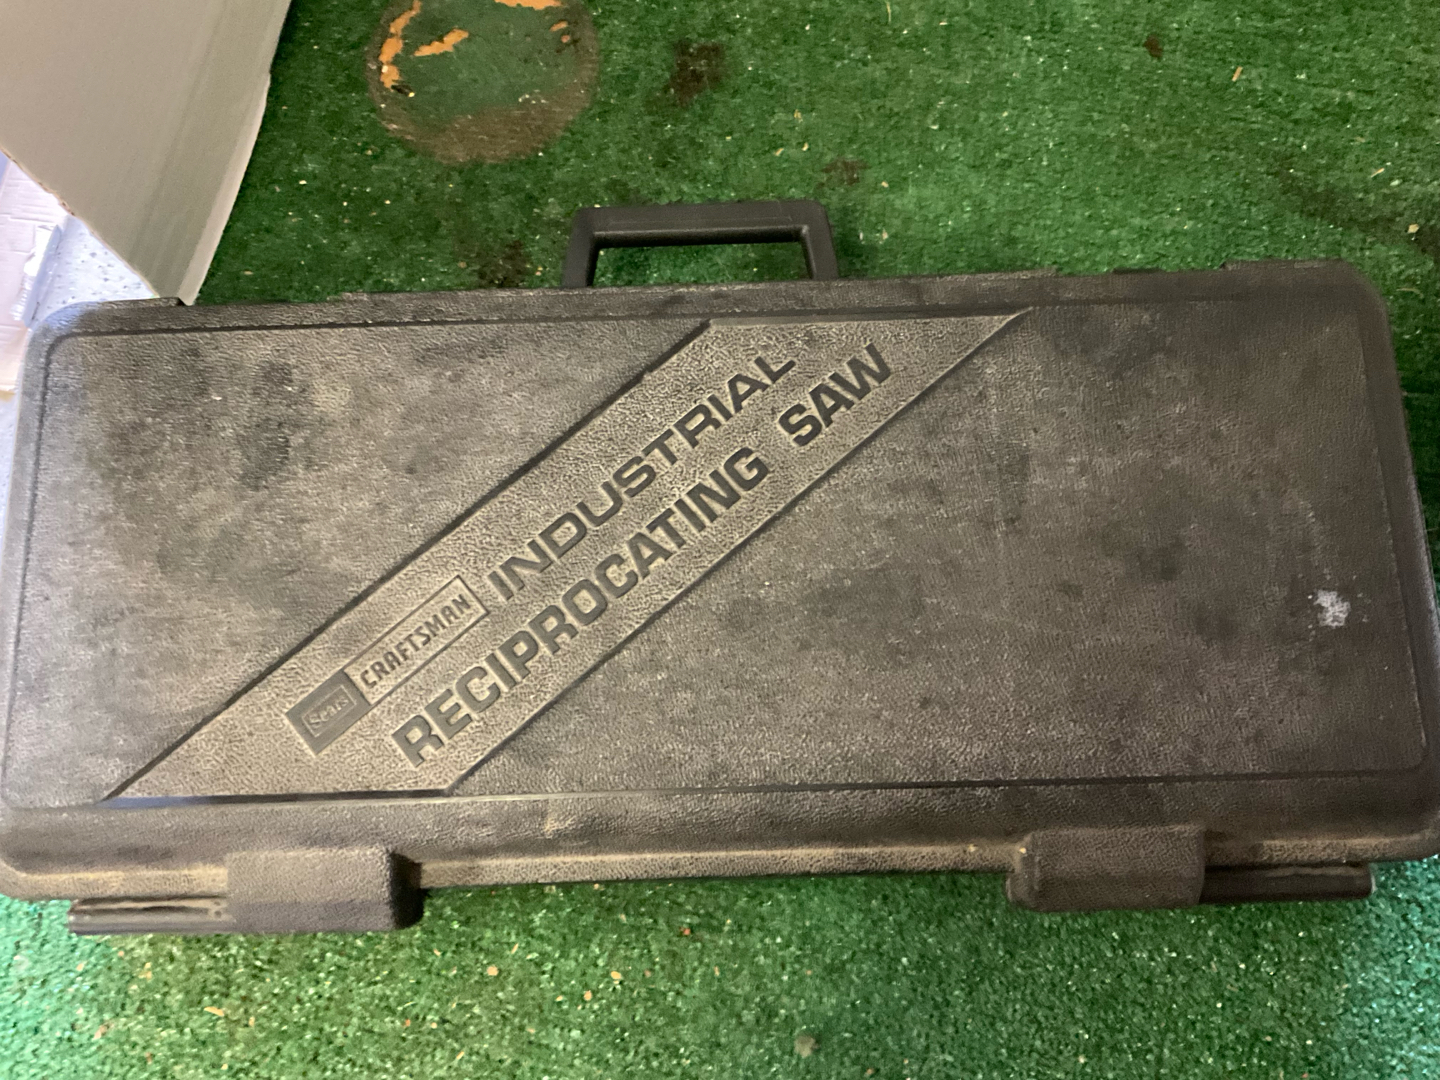 Sears CRAFTSMAN INDUSTRIAL
RECIPROCATING SAW